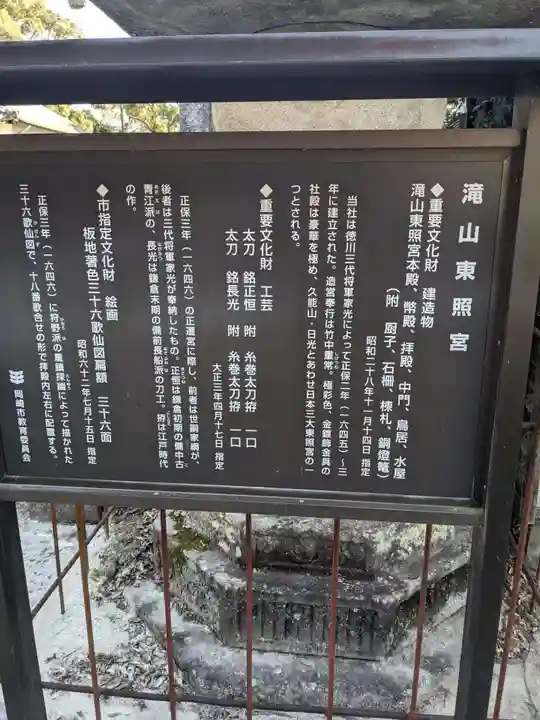 滝山東照宮
◆重要文化財 建造物
滝山東照宮本殿、幣殿、拝殿、中門、鳥居、水屋
(附 厨子、石柵、棟札、銅燈籠)
昭和二十八年十一月十四日 指定
当社は徳川三代将軍家光によって正保二年(一六四五)~三
年に建立された。造営奉行は竹中重常。極彩色、金鍍飾金具の
社殿は豪華を極め、久能山・日光とあわせ日本三大東照宮の一
つとされる。
◆重要文化財 工芸
太刀 銘正恒 附 糸巻太刀拵 一口
太刀 銘長光 附 糸巻太刀拵 一口
大正三年四月十七日 指定
正保三年(一六四六)の正遷宮に際し、前者は世嗣家綱が、
後者は三代将軍家光が奉納したもの。正恒は鎌倉初期の備中古
青江派の、長光は鎌倉末期の備前長船派の刀工。拵は江戸時代
の作。
◆市指定文化財 絵画
板地著色三十六歌仙図扁額 三十六面
昭和六十二年七月十五日 指定
正保三年(一六四六)に狩野派の重鎮探幽によって描かれた
三十六歌仙図で、十八番歌合せの形で拝殿内左右に配置する。
岡崎市教育委員会